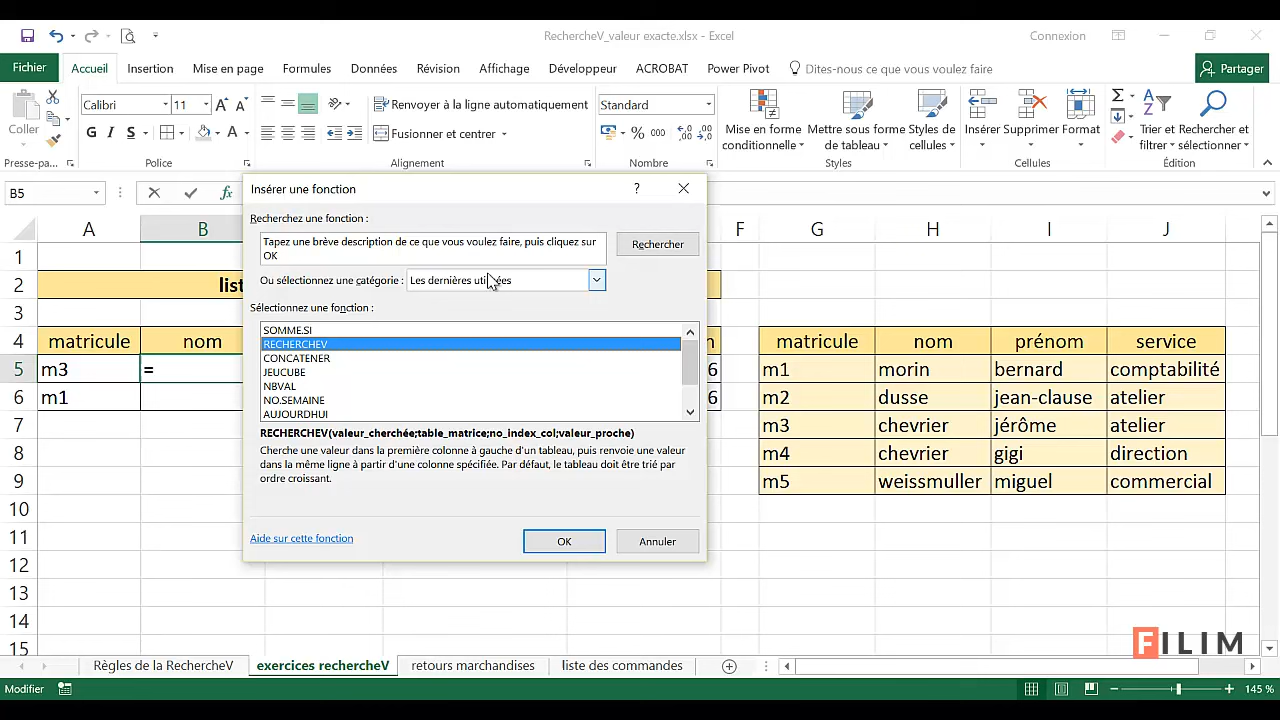 RechercheV_valeur exacte.xlsx - Excel
Connexion
Fichier
Accueil
Insertion
Mise en page
Formules
Données
Révision
Affichage
Développeur
ACROBAT
Power Pivot
Dites-nous ce que vous voulez faire
Partager
Coller
Presse-pa...
Calibri
11
G I S
Police
Renvoyer à la ligne automatiquement
Fusionner et centrer
Alignement
Standard
% 000
Nombre
Mise en forme conditionnelle
Mettre sous forme de tableau
Styles de cellules
Styles
Insérer
Supprimer
Format
Cellules
Trier et filtrer
Rechercher et sélectionner
Édition
B5
fx
A B F G H I J
1
2 list
3
4 matricule nom n matricule nom prénom service
5 m3 = 6 m1 morin bernard comptabilité
6 m1 6 m2 dusse jean-clause atelier
7 m3 chevrier jérôme atelier
8 m4 chevrier gigi direction
9 m5 weissmuller miguel commercial
10
11
12
13
14
15
Insérer une fonction
?
Recherchez une fonction :
Tapez une brève description de ce que vous voulez faire, puis cliquez sur
OK
Rechercher
Ou sélectionnez une catégorie : Les dernières utilisées
Sélectionnez une fonction :
SOMME.SI
RECHERCHEV
CONCATENER
JEUCUBE
NBVAL
NO.SEMAINE
AUJOURDHUI
RECHERCHEV(valeur_cherchée;table_matrice;no_index_col;valeur_proche)
Cherche une valeur dans la première colonne à gauche d'un tableau, puis renvoie une valeur
dans la même ligne à partir d'une colonne spécifiée. Par défaut, le tableau doit être trié par
ordre croissant.
Aide sur cette fonction
OK
Annuler
FILIM
Règles de la RechercheV
exercices rechercheV
retours marchandises
liste des commandes
Modifier
145 %